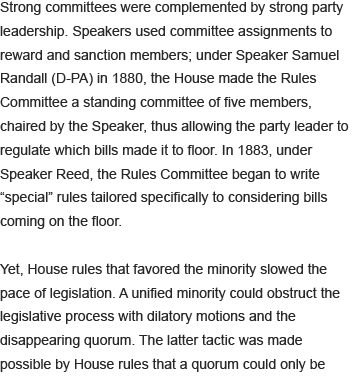 Strong committees were complemented by strong party
leadership. Speakers used committee assignments to
reward and sanction members; under Speaker Samuel
Randall (D-PA) in 1880, the House made the Rules
Committee a standing committee of five members,
chaired by the Speaker, thus allowing the party leader to
regulate which bills made it to floor. In 1883, under
Speaker Reed, the Rules Committee began to write
“special” rules tailored specifically to considering bills
coming on the floor.
Yet, House rules that favored the minority slowed the
pace of legislation. A unified minority could obstruct the
legislative process with dilatory motions and the
disappearing quorum. The latter tactic was made
possible by House rules that a quorum could only be